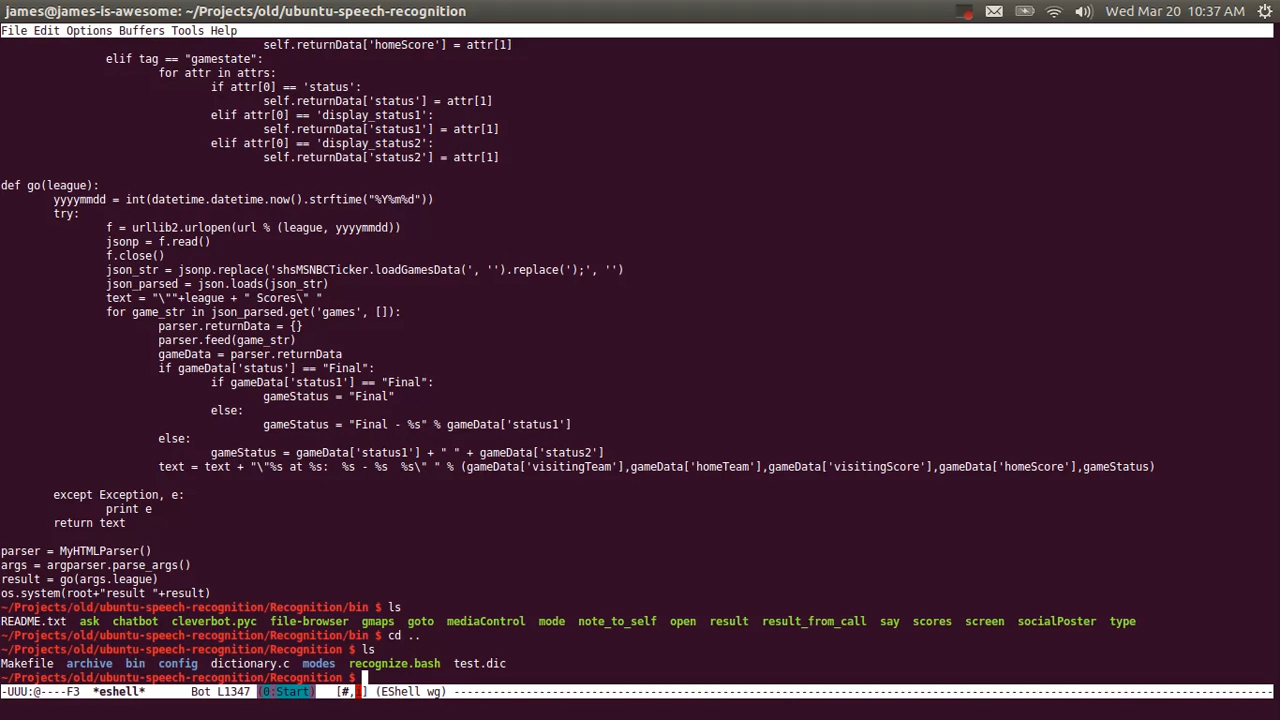 james@james-is-awesome: ~/Projects/old/ubuntu-speech-recognition
Wed Mar 20 10:37 AM
File Edit Options Buffers Tools Help
                                        self.returnData['homeScore'] = attr[1]
                elif tag == "gamestate":
                        for attr in attrs:
                                if attr[0] == 'status':
                                        self.returnData['status'] = attr[1]
                                elif attr[0] == 'display_status1':
                                        self.returnData['status1'] = attr[1]
                                elif attr[0] == 'display_status2':
                                        self.returnData['status2'] = attr[1]

def go(league):
        yyyymmdd = int(datetime.datetime.now().strftime("%Y%m%d"))
        try:
                f = urllib2.urlopen(url % (league, yyyymmdd))
                jsonp = f.read()
                f.close()
                json_str = jsonp.replace('shsMSNBCTicker.loadGamesData(', '').replace(');', '')
                json_parsed = json.loads(json_str)
                text = "\""+league + " Scores\" "
                for game_str in json_parsed.get('games', []):
                        parser.returnData = {}
                        parser.feed(game_str)
                        gameData = parser.returnData
                        if gameData['status'] == "Final":
                                if gameData['status1'] == "Final":
                                        gameStatus = "Final"
                                else:
                                        gameStatus = "Final - %s" % gameData['status1']
                        else:
                                gameStatus = gameData['status1'] + " " + gameData['status2']
                        text = text + "\"%s at %s:  %s - %s  %s\" " % (gameData['visitingTeam'],gameData['homeTeam'],gameData['visitingScore'],gameData['homeScore'],gameStatus)

        except Exception, e:
                print e
        return text

parser = MyHTMLParser()
args = argparser.parse_args()
result = go(args.league)
os.system(root+"result "+result)
~/Projects/old/ubuntu-speech-recognition/Recognition/bin $ ls
README.txt  ask  chatbot  cleverbot.pyc  file-browser  gmaps  goto  mediaControl  mode  note_to_self  open  result  result_from_call  say  scores  screen  socialPoster  type
~/Projects/old/ubuntu-speech-recognition/Recognition/bin $ cd ..
~/Projects/old/ubuntu-speech-recognition/Recognition $ ls
Makefile  archive  bin  config  dictionary.c  modes  recognize.bash  test.dic
~/Projects/old/ubuntu-speech-recognition/Recognition $
-UUU:@----F3  *eshell*       Bot L1347  (0:Start)   [#,i] (EShell wg) ----------------------------------------------------------------